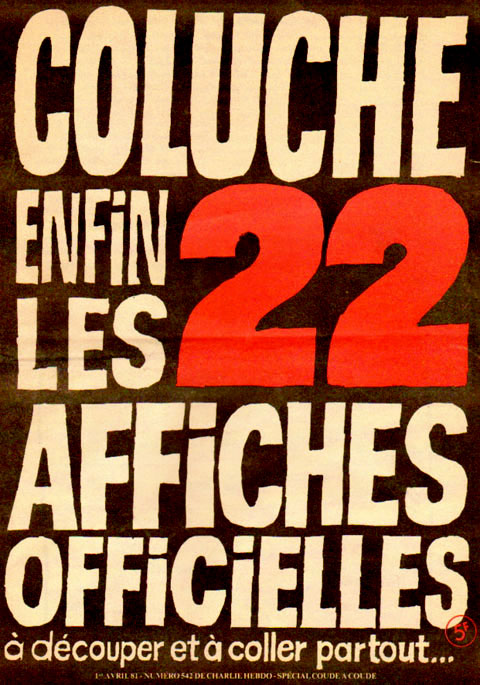 COLUCHE
ENFiN
LES
22
AFFiCHES
OFFiCiELLES
5F
à découper et à coller partout...
1er AVRIL 81 - NUMERO 542 DE CHARLIE HEBDO - SPÉCIAL COUDE A COUDE